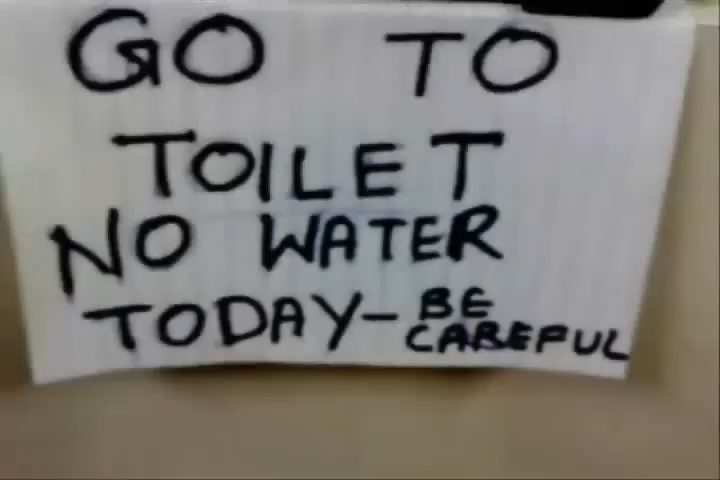 GO TO
TOILET
NO WATER
TODAY - BE
CAREFUL